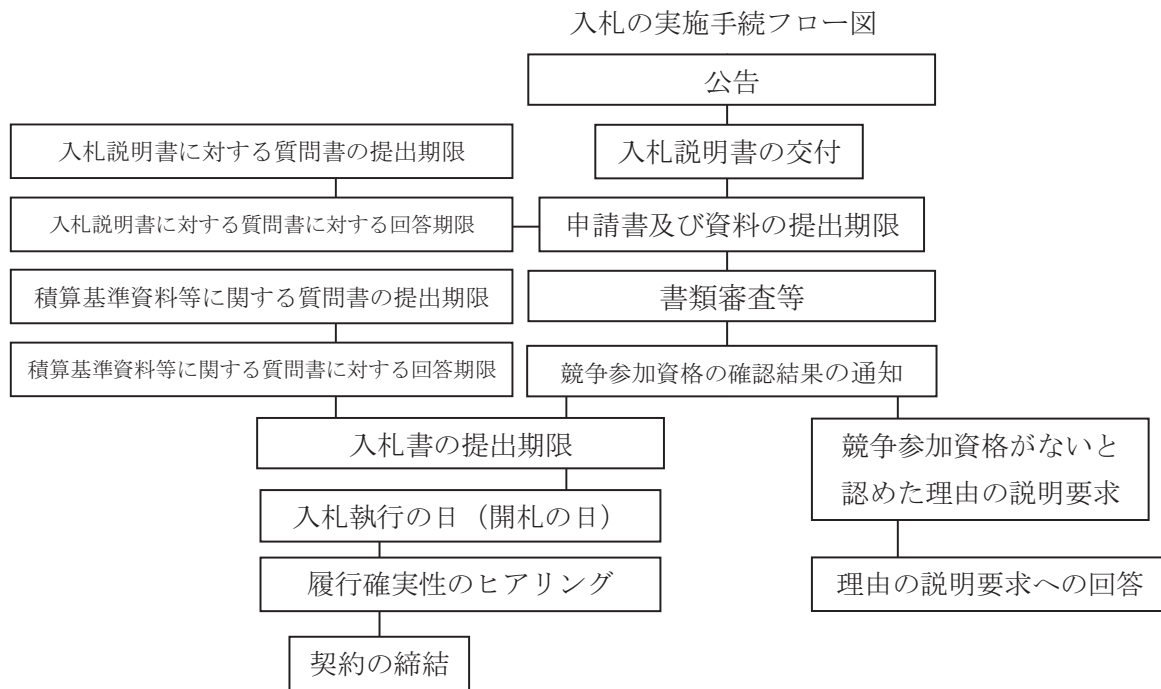 入札の実施手続フロー図
公告
入札説明書に対する質問書の提出期限
入札説明書の交付
入札説明書に対する質問書に対する回答期限
申請書及び資料の提出期限
積算基準資料等に関する質問書の提出期限
書類審査等
積算基準資料等に関する質問書に対する回答期限
競争参加資格の確認結果の通知
入札書の提出期限
競争参加資格がないと
認めた理由の説明要求
入札執行の日（開札の日）
履行確実性のヒアリング
理由の説明要求への回答
契約の締結